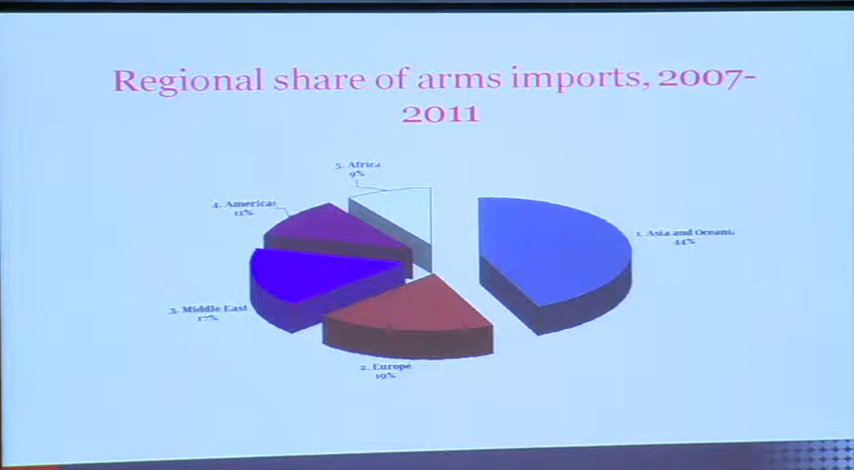 Regional share of arms imports, 2007-
2011
5. Africa
9%
4. Americas
11%
1. Asia and Oceani.
44%
3. Middle East
17%
2. Europe
19%